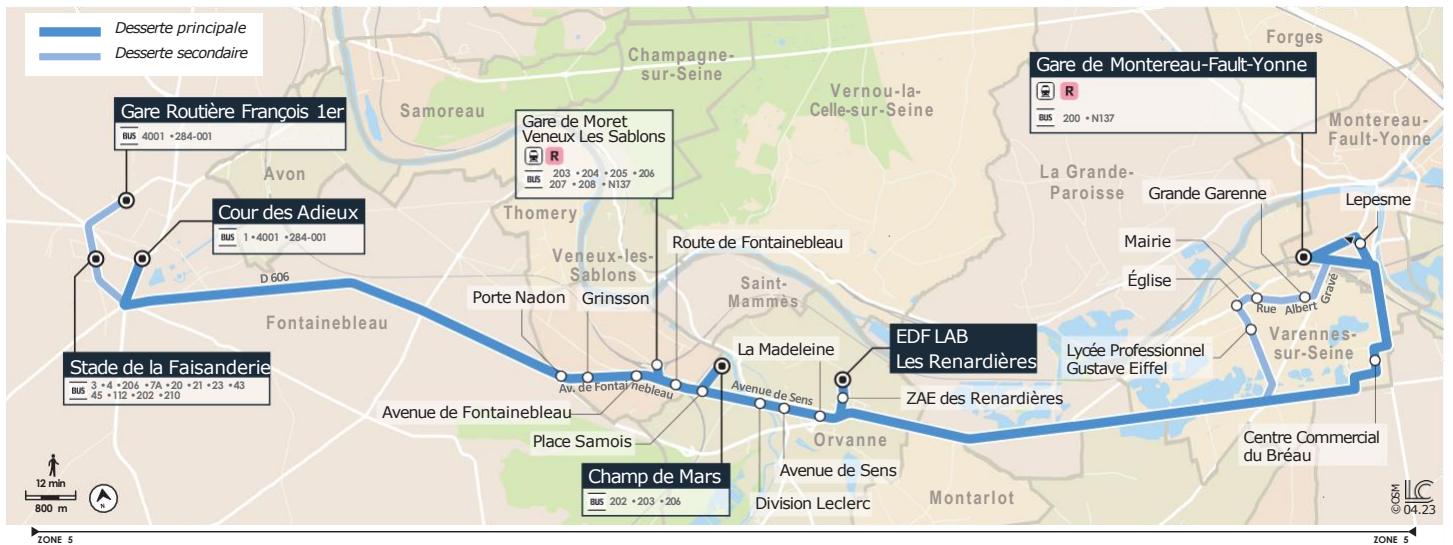 Desserte principale
Desserte secondaire
Gare Routière François 1er
BUS 4001 • 284-001
Samoreau
Champagne-
sur-Seine
Vernou-la-
Celle-sur-Seine
Forges
Gare de Montereau-Fault-Yonne
R
BUS 200 • N137
Montereau-
Fault-Yonne
Gare de Moret
Veneux Les Sablons
R
BUS 203 • 204 • 205 • 206
207 • 208 • N137
Avon
La Grande-
Paroisse
Grande Garenne
Lepesme
Cour des Adieux
BUS 1 • 4001 • 284-001
Thomery
Route de Fontainebleau
Mairie
Veneux-les-
Sablons
Église
D 606
Porte Nadon
Grinsson
Saint-
Mammès
Rue Albert Gravé
Fontainebleau
EDF LAB
Les Renardières
Varennes-
sur-Seine
La Madeleine
Lycée Professionnel
Gustave Eiffel
Stade de la Faisanderie
BUS 3 • 4 • 206 • 7A • 20 • 21 • 23 • 43
45 • 112 • 202 • 210
Av. de Fontainebleau
Avenue de Sens
ZAE des Renardières
Avenue de Fontainebleau
Place Samois
Orvanne
Centre Commercial
du Bréau
Champ de Mars
BUS 202 • 203 • 206
Avenue de Sens
Division Leclerc
Montarlot
12 min
800 m
N
© OSM
LC
04.23
ZONE 5
ZONE 5